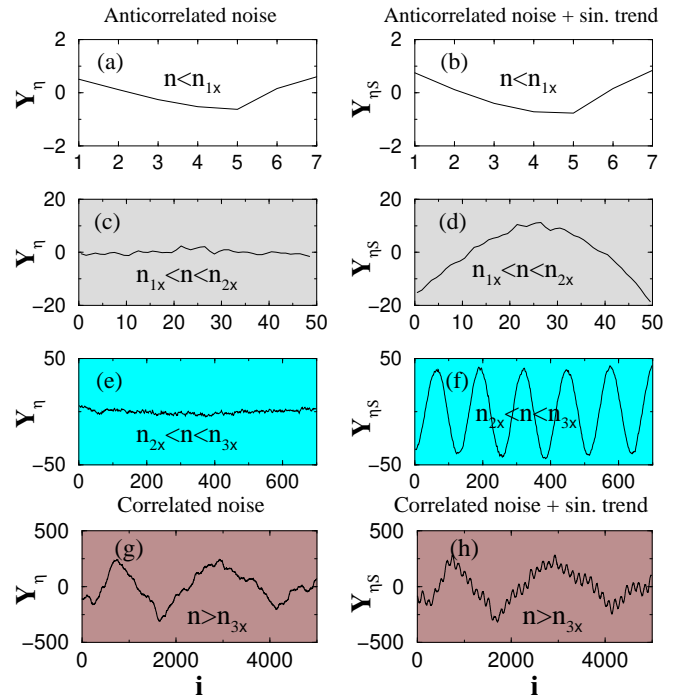 Anticorrelated noise
Anticorrelated noise + sin. trend
2
0
−2
Yη
(a)
n<n1x
1 2 3 4 5 6 7
2
0
−2
YηS
(b)
n<n1x
1 2 3 4 5 6 7
20
0
−20
Yη
(c)
n1x<n<n2x
0 10 20 30 40 50
20
0
−20
YηS
(d)
n1x<n<n2x
0 10 20 30 40 50
50
0
−50
Yη
(e)
n2x<n<n3x
0 200 400 600
50
0
−50
YηS
(f)
n2x<n<n3x
0 200 400 600
Correlated noise
Correlated noise + sin. trend
500
0
−500
Yη
(g)
n>n3x
0 2000 4000
i
500
0
−500
YηS
(h)
n>n3x
0 2000 4000
i